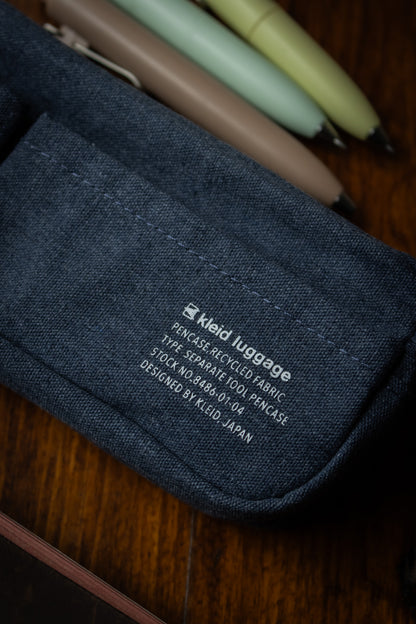 kleid luggage
PENCASE.RECYCLED FABRIC
TYPE SEPARATE TOOL PENCASE
STOCK NO.8486-01-04
DESIGNED BY KLEID, JAPAN